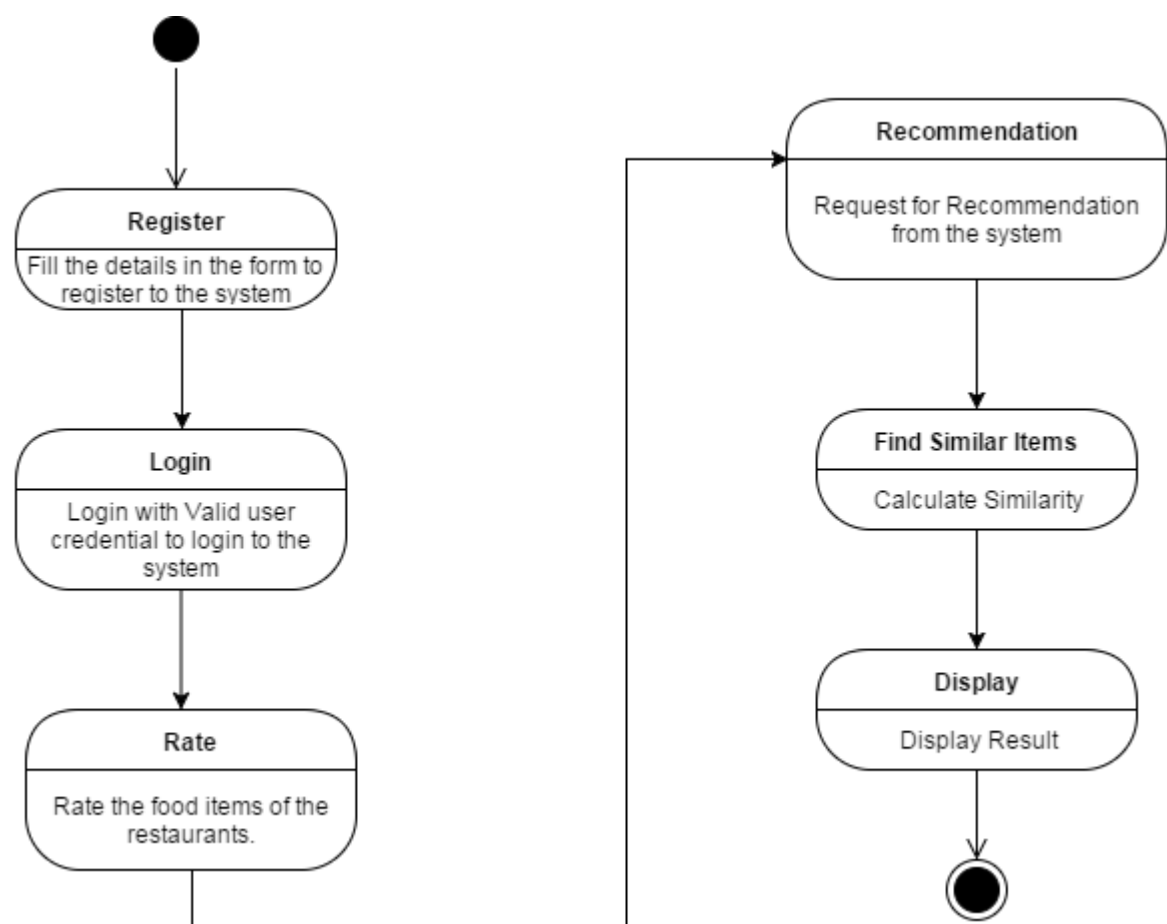 Register
Fill the details in the form to
register to the system
Login
Login with Valid user
credential to login to the
system
Rate
Rate the food items of the
restaurants.
Recommendation
Request for Recommendation
from the system
Find Similar Items
Calculate Similarity
Display
Display Result